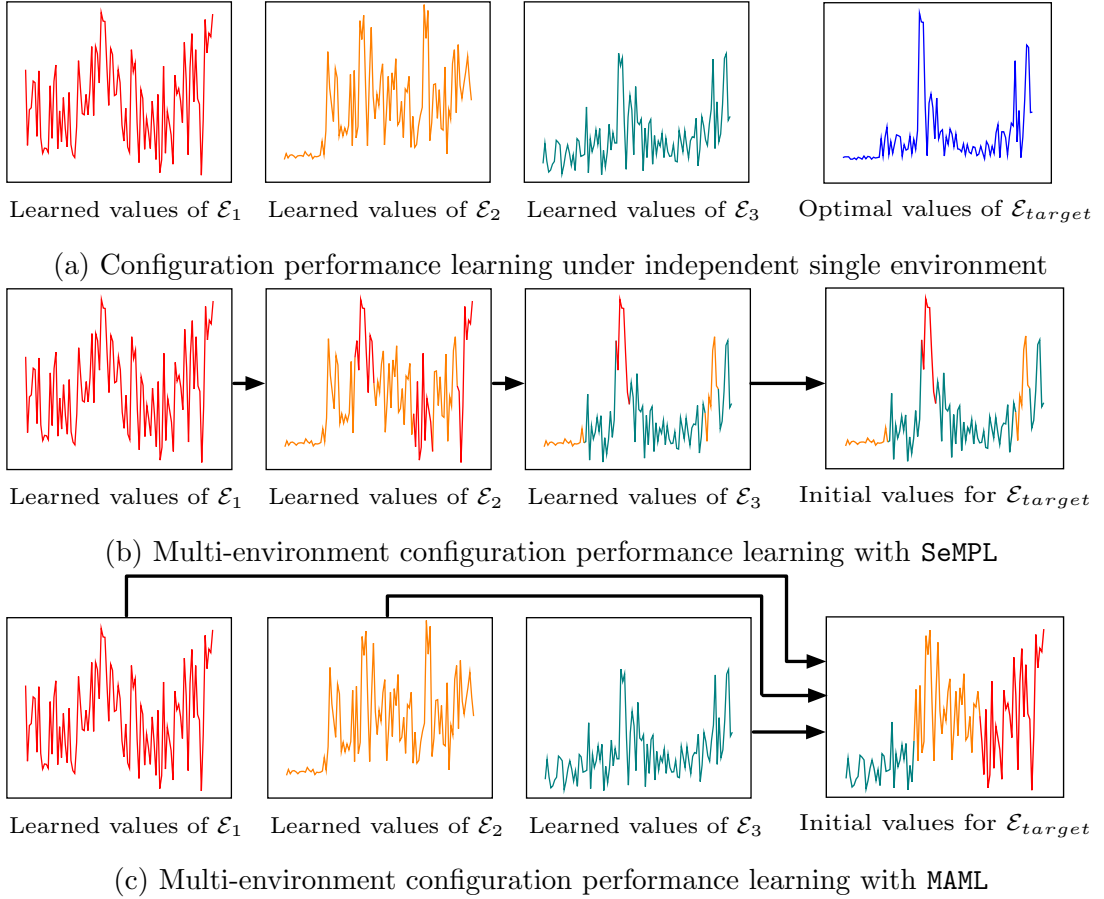 Learned values of ℰ1 Learned values of ℰ2 Learned values of ℰ3 Optimal values of ℰtarget
(a) Configuration performance learning under independent single environment
Learned values of ℰ1 Learned values of ℰ2 Learned values of ℰ3 Initial values for ℰtarget
(b) Multi-environment configuration performance learning with SeMPL
Learned values of ℰ1 Learned values of ℰ2 Learned values of ℰ3 Initial values for ℰtarget
(c) Multi-environment configuration performance learning with MAML